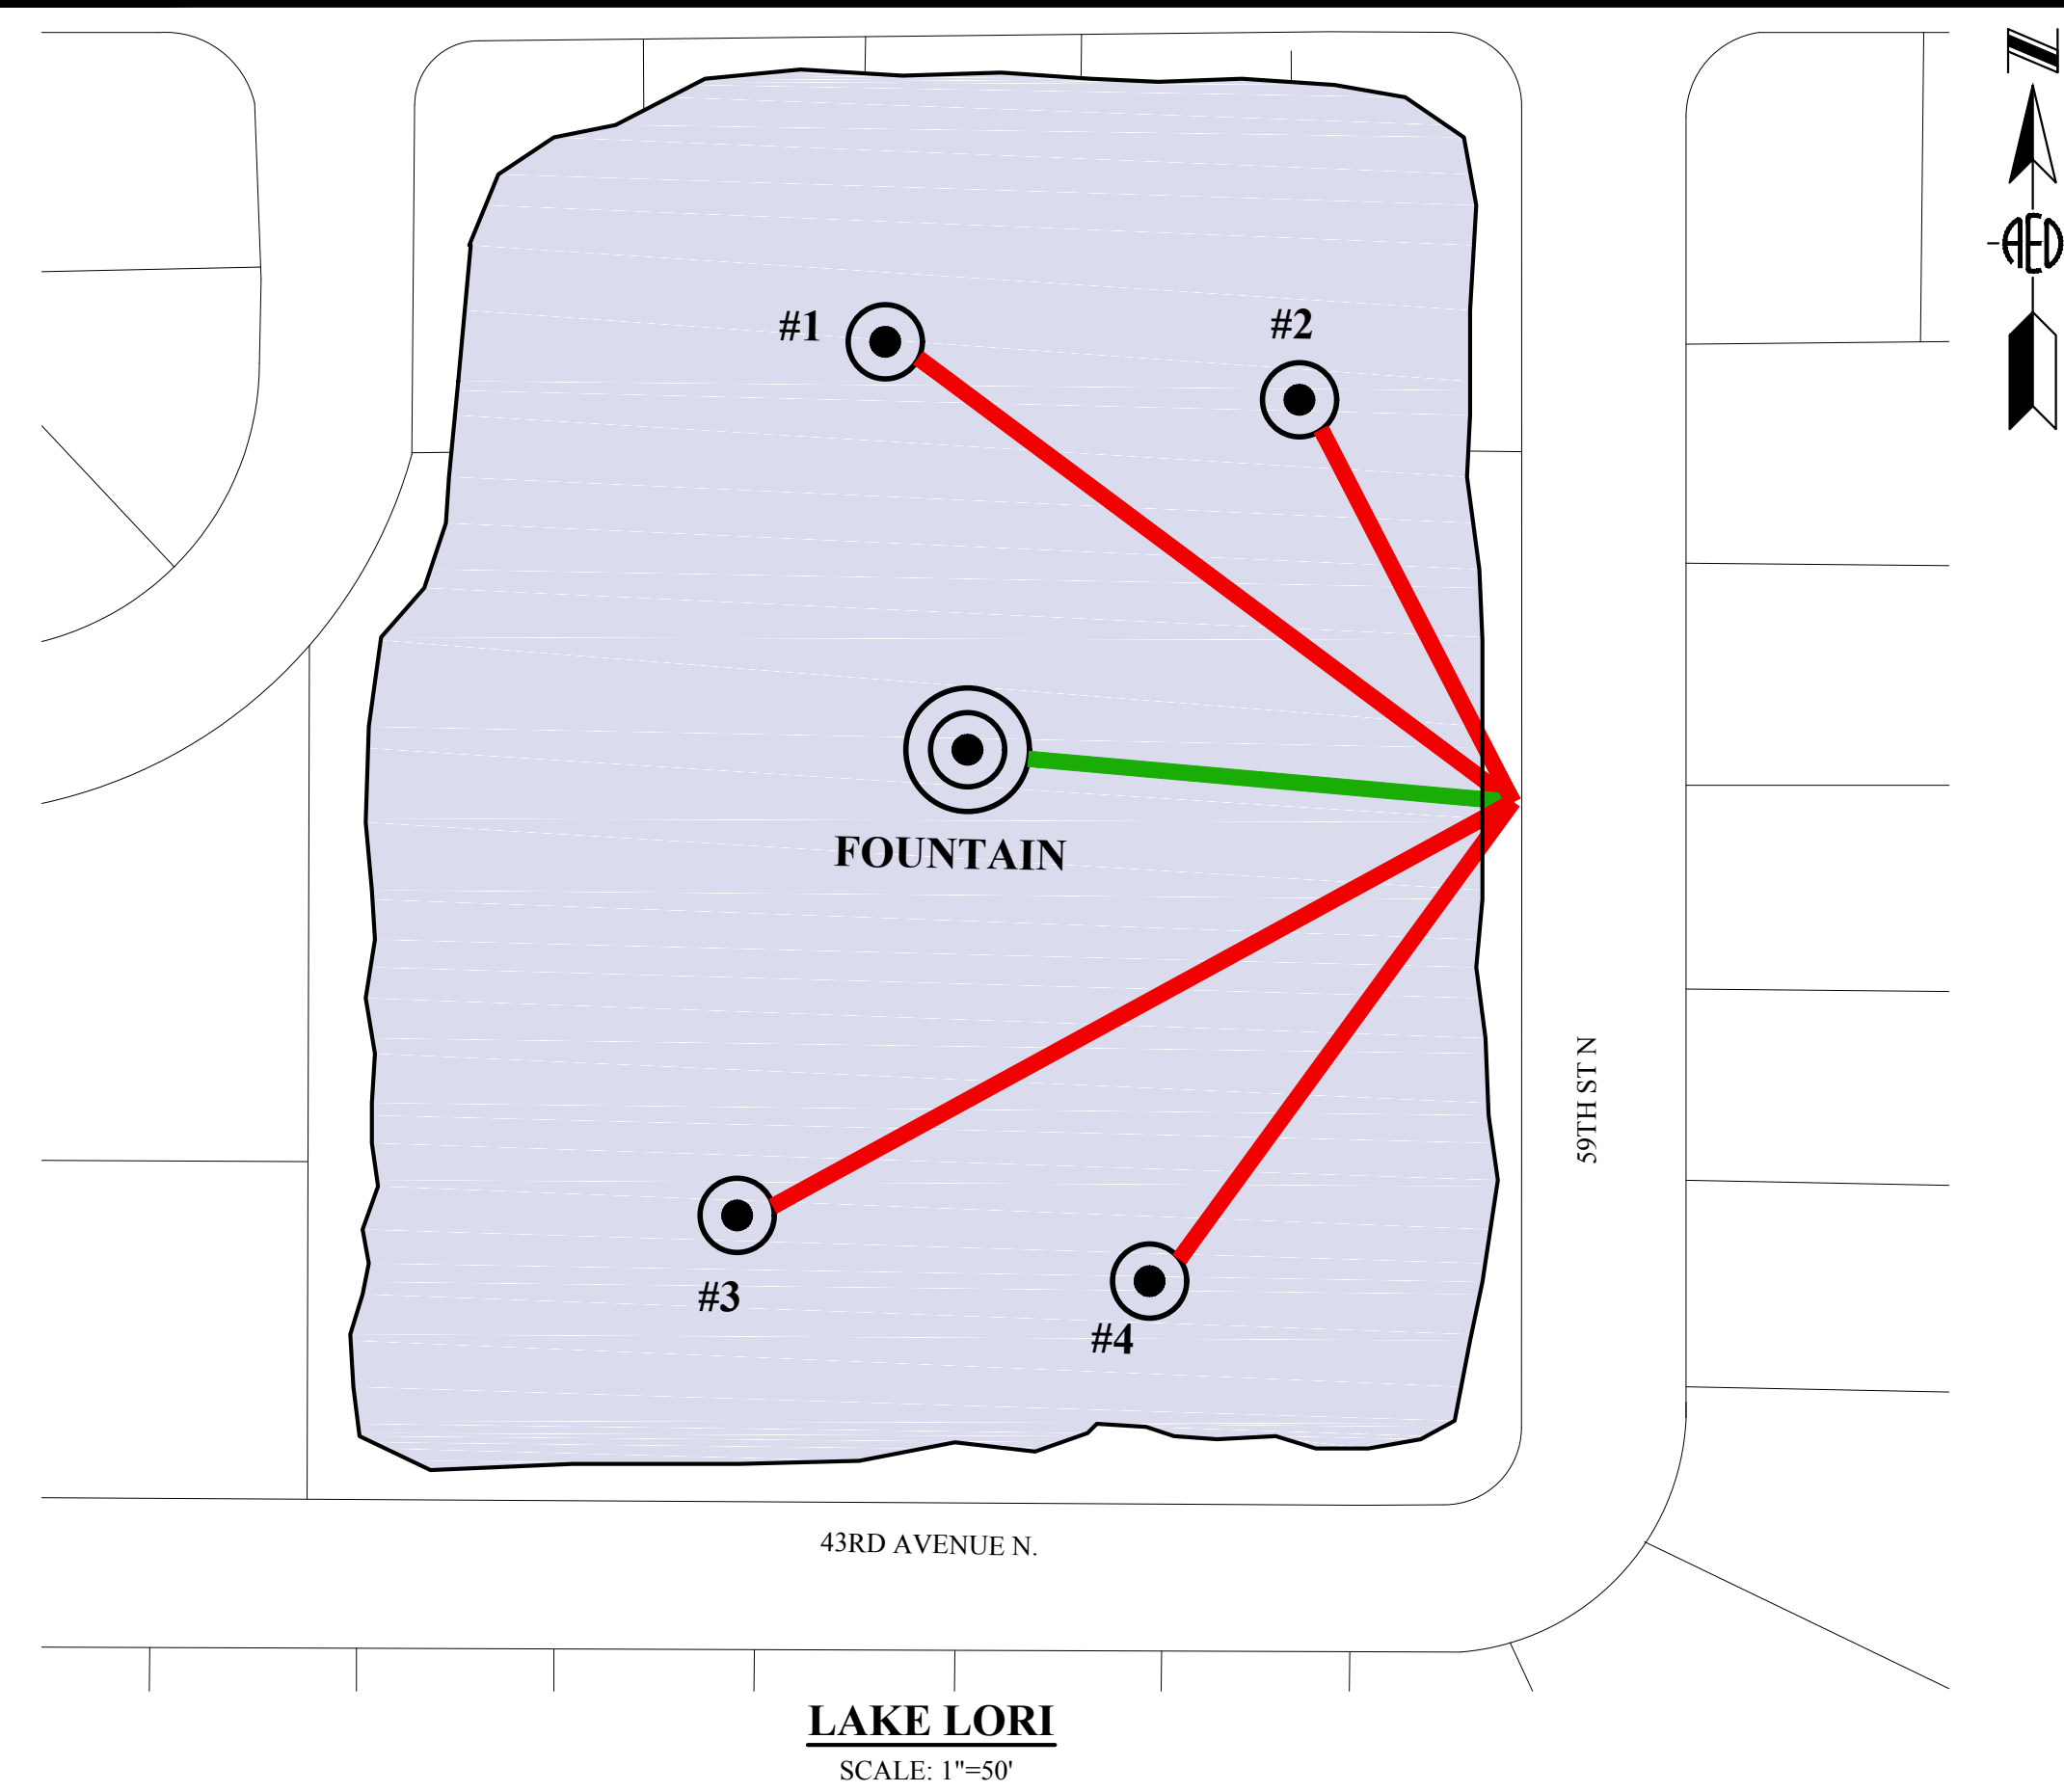 N
AED
#1
#2
FOUNTAIN
59TH ST N
#3
#4
43RD AVENUE N.
LAKE LORI
SCALE: 1"=50'